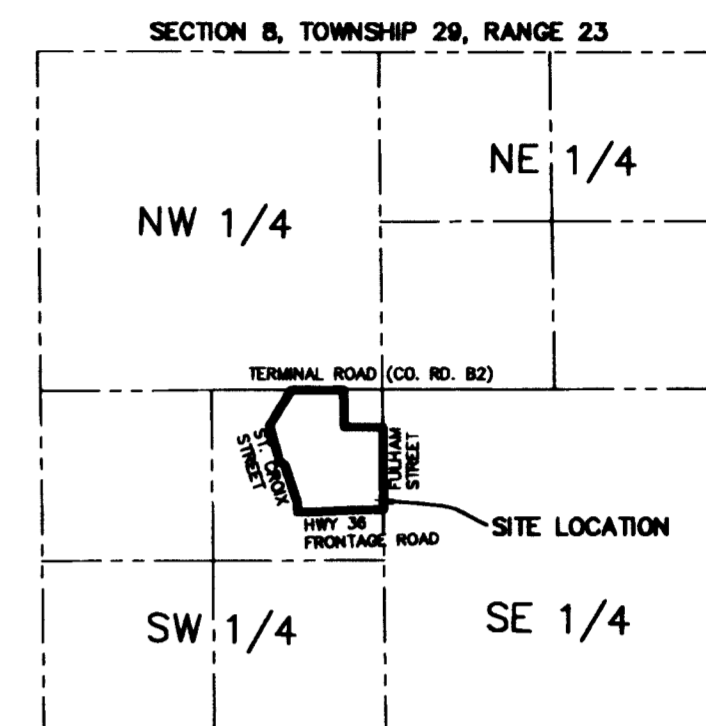 SECTION 8, TOWNSHIP 29, RANGE 23
NE 1/4
NW 1/4
TERMINAL ROAD (CO. RD. B2)
ST. CROIX
STREET
FULHAM
STREET
HWY 36
FRONTAGE ROAD
SITE LOCATION
SW 1/4
SE 1/4